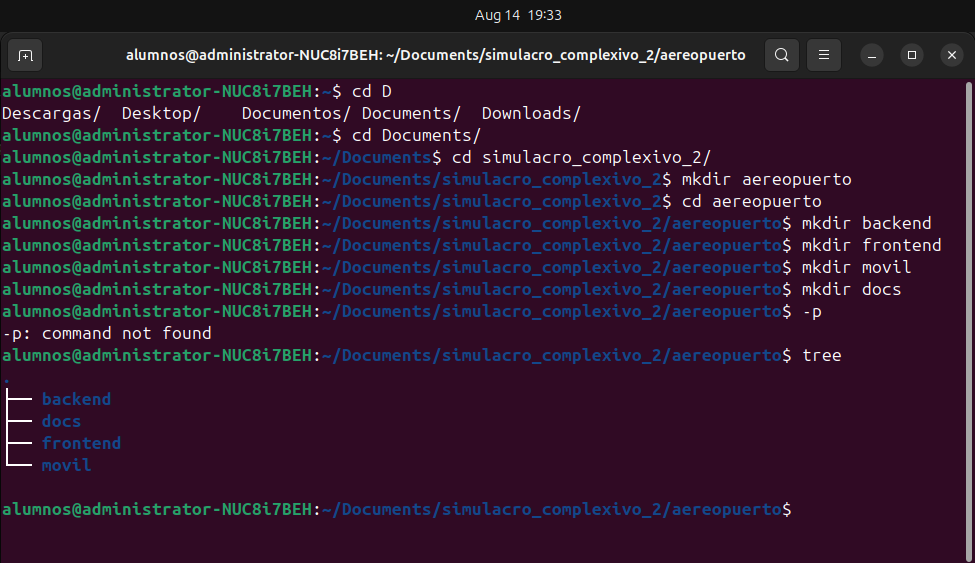 Aug 14 19:33
alumnos@administrator-NUC8i7BEH: ~/Documents/simulacro_complexivo_2/aereopuerto
alumnos@administrator-NUC8i7BEH:~$ cd D
Descargas/  Desktop/    Documentos/ Documents/  Downloads/
alumnos@administrator-NUC8i7BEH:~$ cd Documents/
alumnos@administrator-NUC8i7BEH:~/Documents$ cd simulacro_complexivo_2/
alumnos@administrator-NUC8i7BEH:~/Documents/simulacro_complexivo_2$ mkdir aereopuerto
alumnos@administrator-NUC8i7BEH:~/Documents/simulacro_complexivo_2$ cd aereopuerto
alumnos@administrator-NUC8i7BEH:~/Documents/simulacro_complexivo_2/aereopuerto$ mkdir backend
alumnos@administrator-NUC8i7BEH:~/Documents/simulacro_complexivo_2/aereopuerto$ mkdir frontend
alumnos@administrator-NUC8i7BEH:~/Documents/simulacro_complexivo_2/aereopuerto$ mkdir movil
alumnos@administrator-NUC8i7BEH:~/Documents/simulacro_complexivo_2/aereopuerto$ mkdir docs
alumnos@administrator-NUC8i7BEH:~/Documents/simulacro_complexivo_2/aereopuerto$ -p
-p: command not found
alumnos@administrator-NUC8i7BEH:~/Documents/simulacro_complexivo_2/aereopuerto$ tree
.
├── backend
├── docs
├── frontend
└── movil
alumnos@administrator-NUC8i7BEH:~/Documents/simulacro_complexivo_2/aereopuerto$